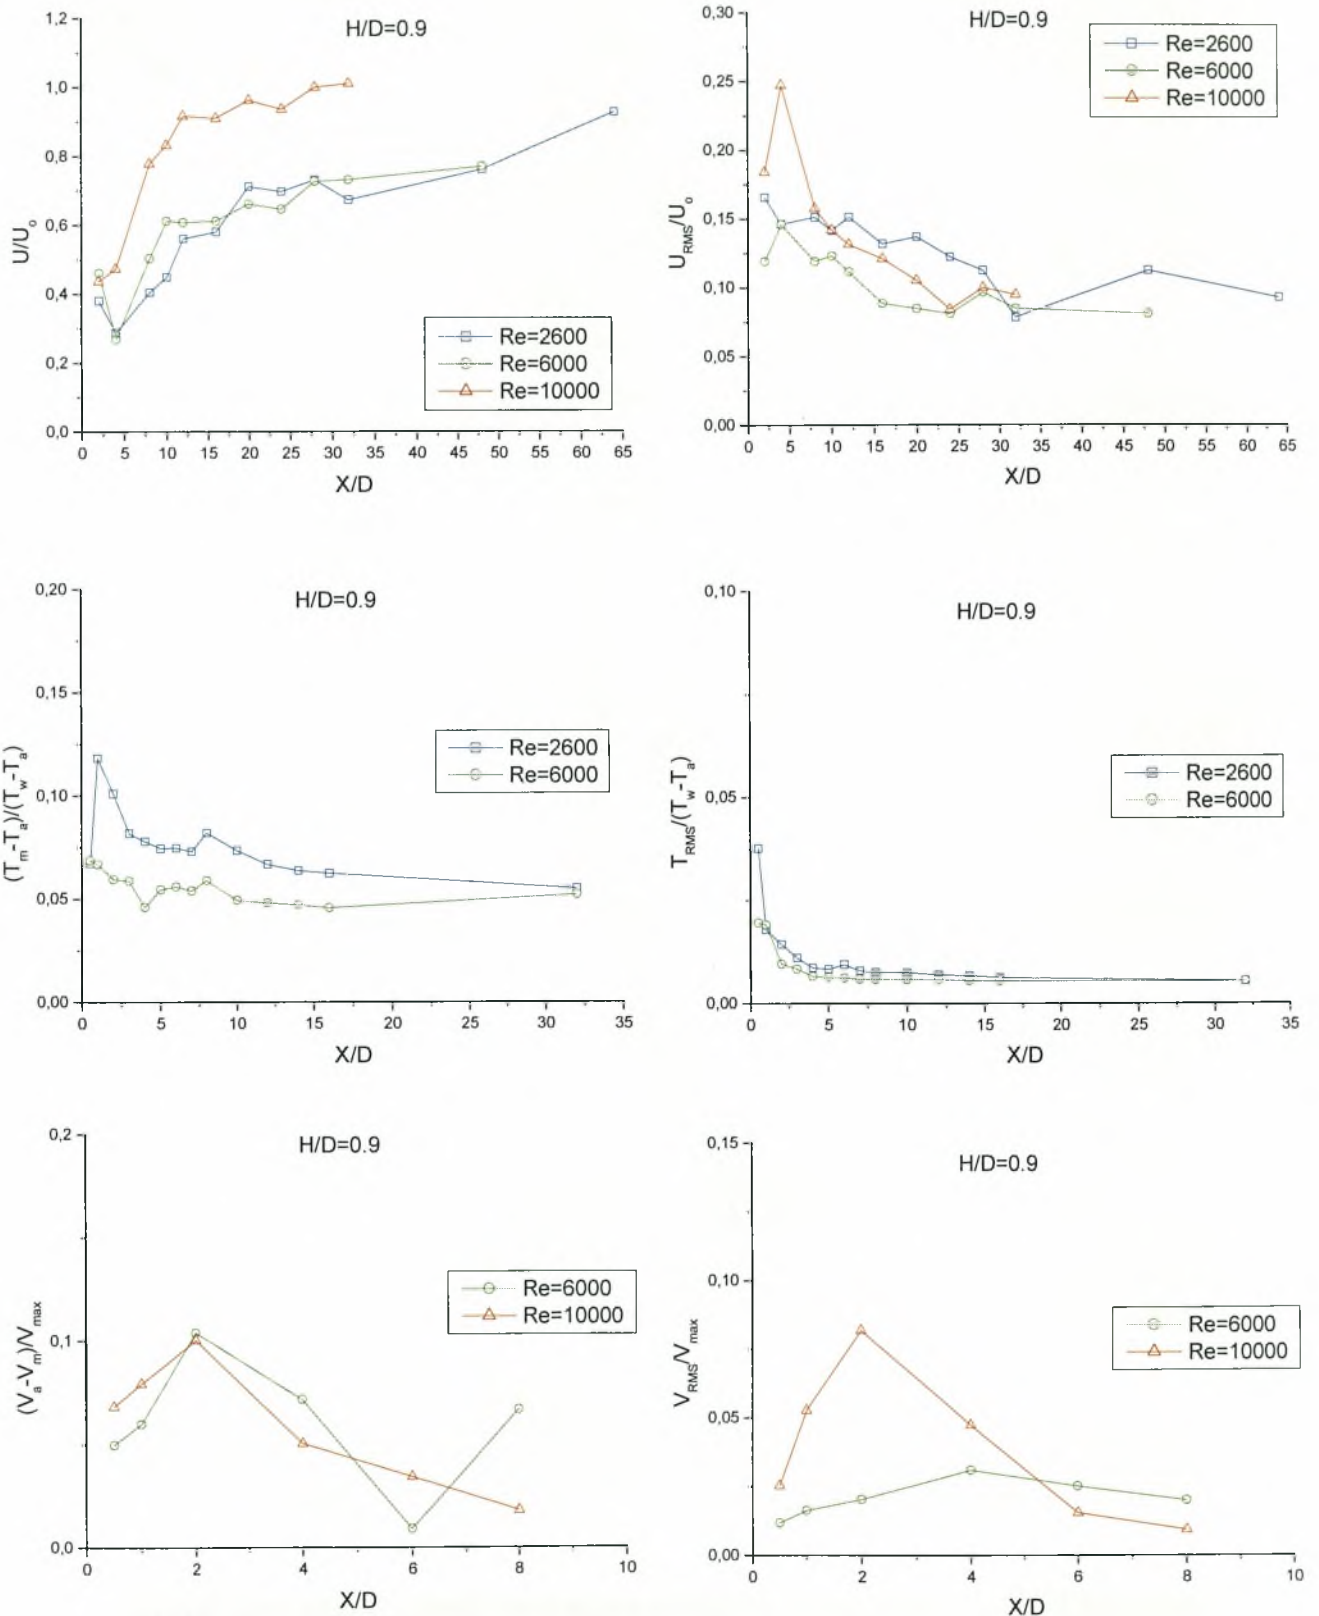 H/D=0.9
1,2
1,0
0,8
0,6
0,4
0,2
0,0
U/U₀
Re=2600
Re=6000
Re=10000
0 5 10 15 20 25 30 35 40 45 50 55 60 65
X/D
H/D=0.9
0,30
0,25
0,20
0,15
0,10
0,05
0,00
U_RMS/U₀
Re=2600
Re=6000
Re=10000
0 5 10 15 20 25 30 35 40 45 50 55 60 65
X/D
H/D=0.9
0,20
0,15
0,10
0,05
0,00
(T_m-T_a)/(T_w-T_a)
Re=2600
Re=6000
0 5 10 15 20 25 30 35
X/D
H/D=0.9
0,10
0,05
0,00
T_RMS/(T_w-T_a)
Re=2600
Re=6000
0 5 10 15 20 25 30 35
X/D
H/D=0.9
0,2
0,1
0,0
(V_a-V_m)/V_max
Re=6000
Re=10000
0 2 4 6 8 10
X/D
H/D=0.9
0,15
0,10
0,05
0,00
V_RMS/V_max
Re=6000
Re=10000
0 2 4 6 8 10
X/D